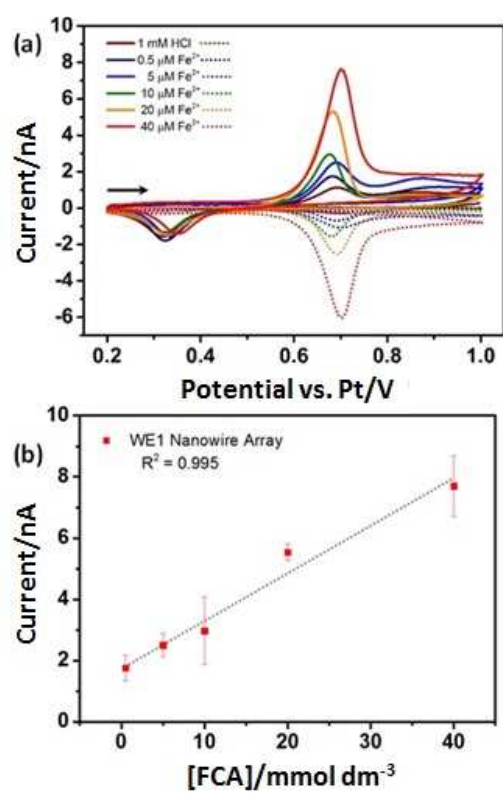 (a)
Current/nA
10
8
6
4
2
0
-2
-4
-6
1 mM HCl
0.5 μM Fe²⁺
5 μM Fe²⁺
10 μM Fe²⁺
20 μM Fe²⁺
40 μM Fe²⁺
0.2 0.4 0.6 0.8 1.0
Potential vs. Pt/V
(b)
Current/nA
10
8
6
4
2
0
WE1 Nanowire Array
R² = 0.995
0 10 20 30 40
[FCA]/mmol dm⁻³